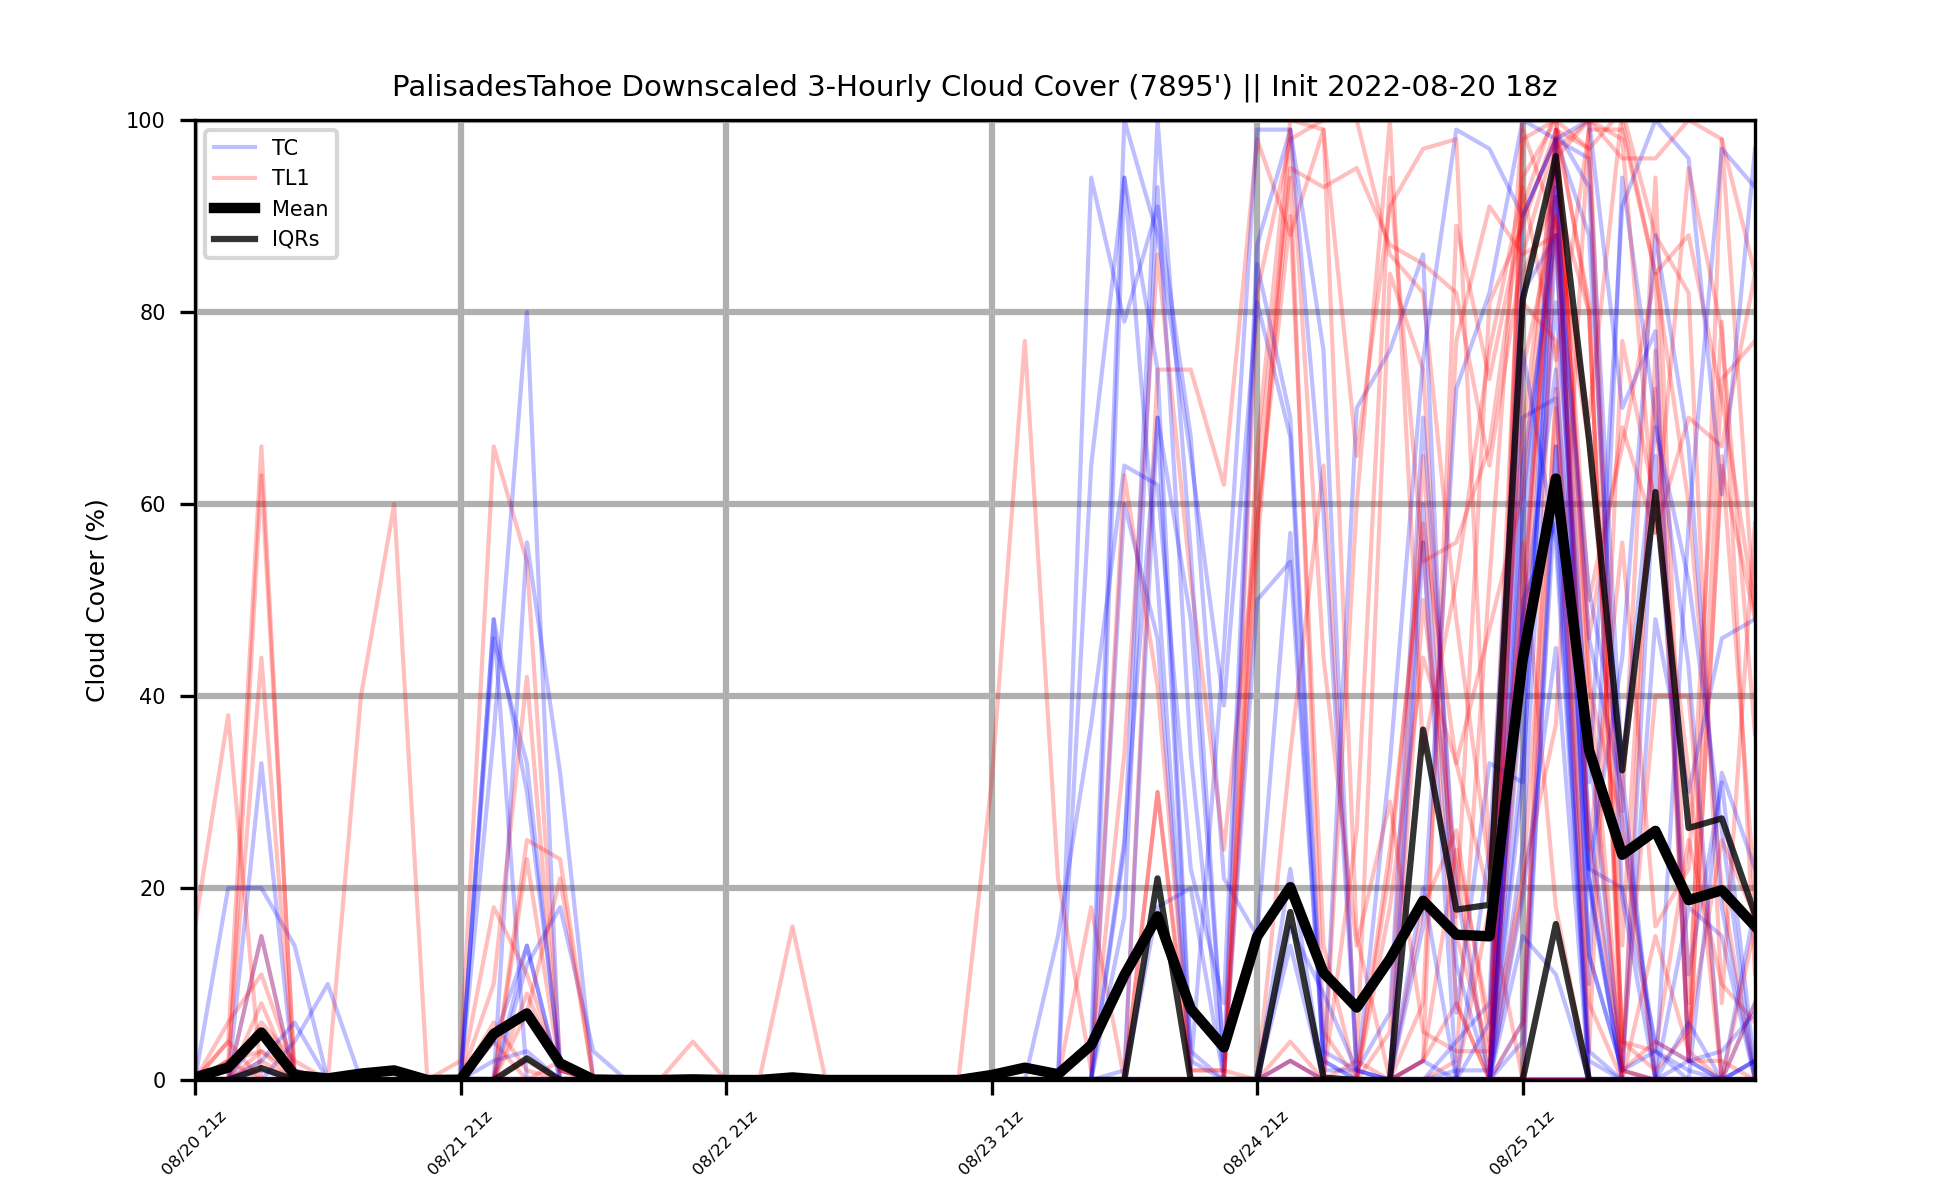 PalisadesTahoe Downscaled 3-Hourly Cloud Cover (7895') || Init 2022-08-20 18z
100
TC
TL1
Mean
IQRs
80
60
Cloud Cover (%)
40
20
0
08/20 21z
08/21 21z
08/22 21z
08/23 21z
08/24 21z
08/25 21z